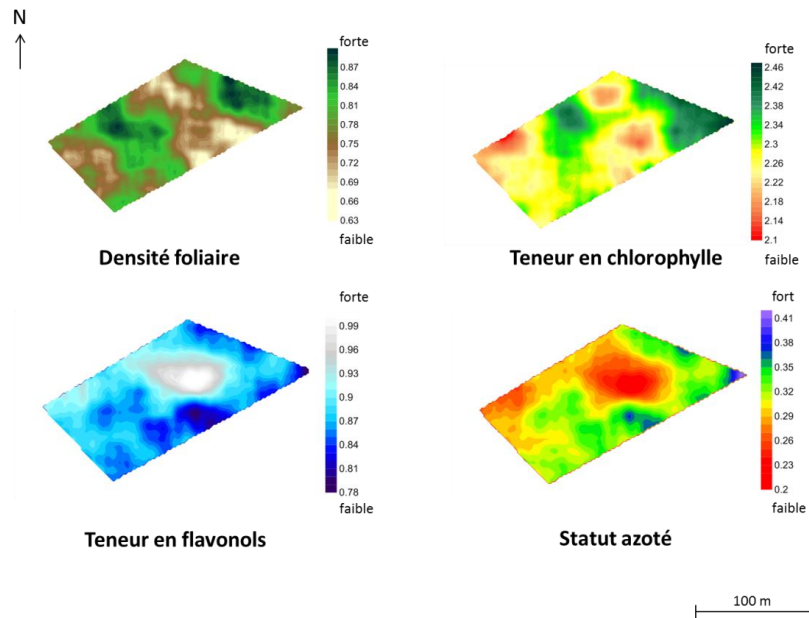 N
forte
0.87
0.84
0.81
0.78
0.75
0.72
0.69
0.66
0.63
faible
Densité foliaire
forte
2.46
2.42
2.38
2.34
2.3
2.26
2.22
2.18
2.14
2.1
faible
Teneur en chlorophylle
forte
0.99
0.96
0.93
0.9
0.87
0.84
0.81
0.78
faible
Teneur en flavonols
fort
0.41
0.38
0.35
0.32
0.29
0.26
0.23
0.2
faible
Statut azoté
100 m